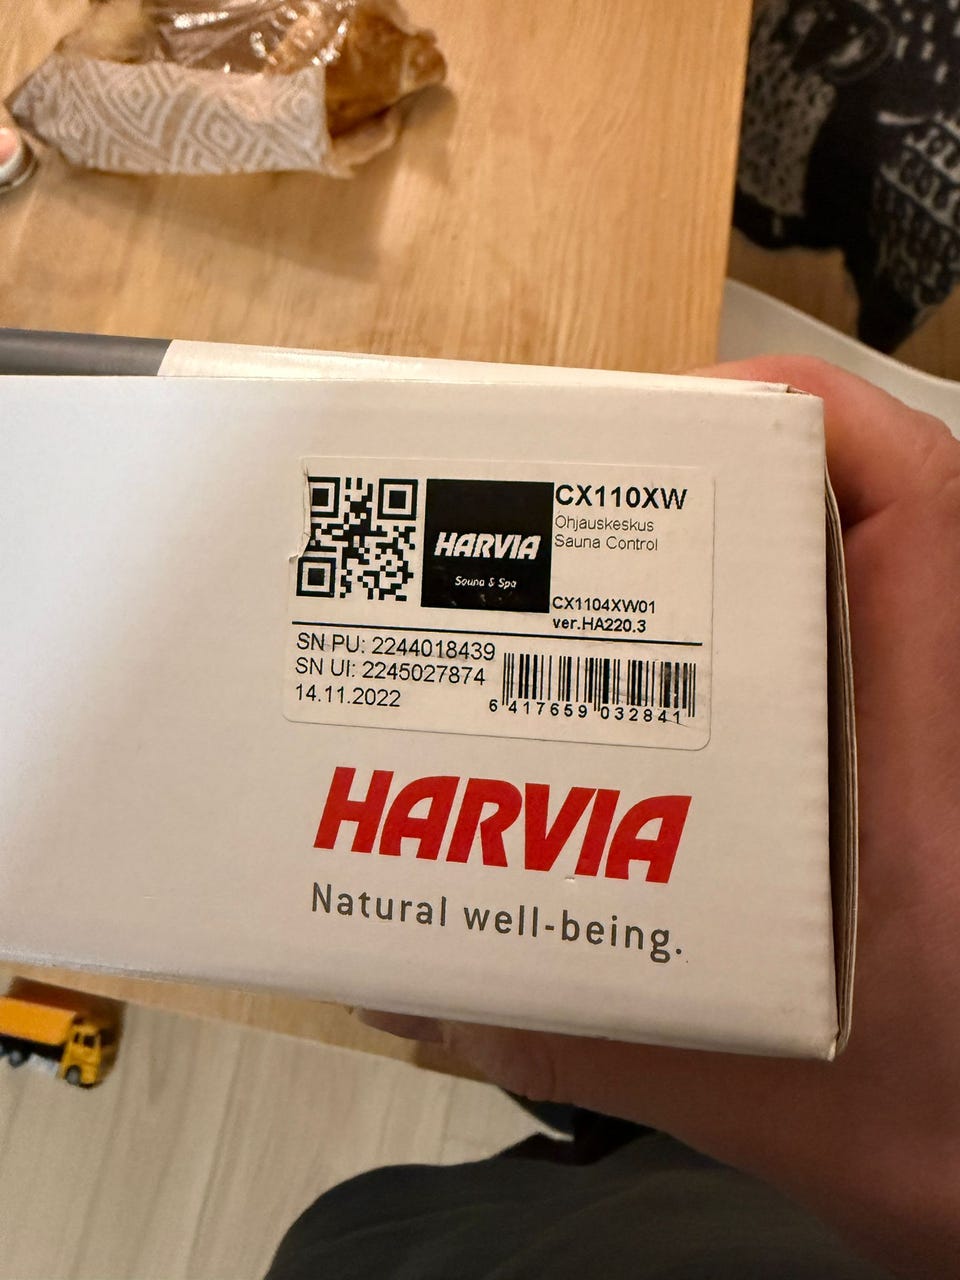 CX110XW
Ohjauskeskus
Sauna Control
HARVIA
Sauna & Spa
CX1104XW01
ver.HA220.3
SN PU: 2244018439
SN UI: 2245027874
14.11.2022
6 417659 032841
HARVIA
Natural well-being.